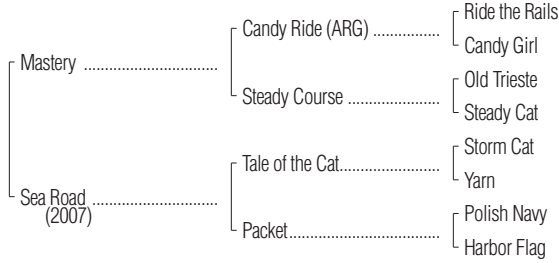 Ride the Rails
Candy Ride (ARG) ................
Candy Girl
Mastery ................................
Old Trieste
Steady Course ......................
Steady Cat
Storm Cat
Tale of the Cat........................
Yarn
Sea Road ..............................
(2007)
Polish Navy
Packet....................................
Harbor Flag